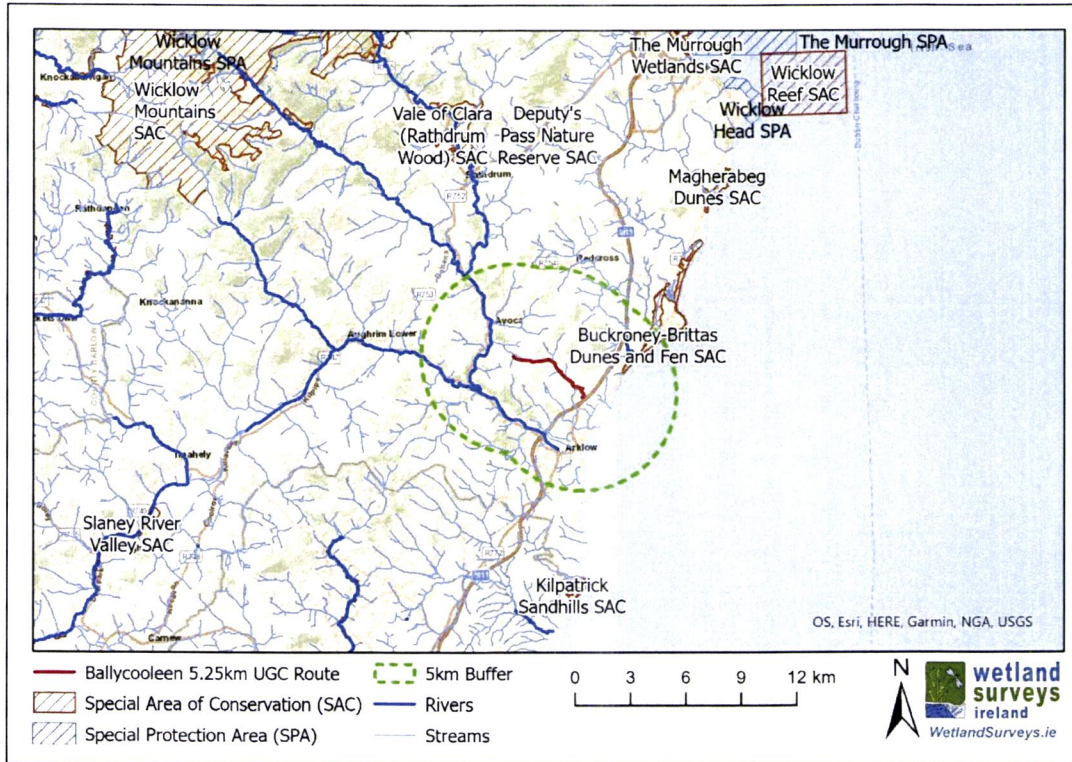 Wicklow
Mountains SPA
Wicklow
Mountains
SAC
Vale of Clara
(Rathdrum
Wood) SAC
Deputy's
Pass Nature
Reserve SAC
The Murrough
Wetlands SAC
The Murrough SPA
Wicklow
Reef SAC
Wicklow
Head SPA
Magherabeg
Dunes SAC
R752
Redcross
R754
Knockananna
R753
Avoca
Aughrim Lower
Buckroney-Brittas
Dunes and Fen SAC
Arklow
Slaney River
Valley SAC
Kilpatrick
Sandhills SAC
Carnew
OS, Esri, HERE, Garmin, NGA, USGS
Ballycooleen 5.25km UGC Route
Special Area of Conservation (SAC)
Special Protection Area (SPA)
5km Buffer
Rivers
Streams
0 3 6 9 12 km
N
wetland
surveys
ireland
WetlandSurveys.ie